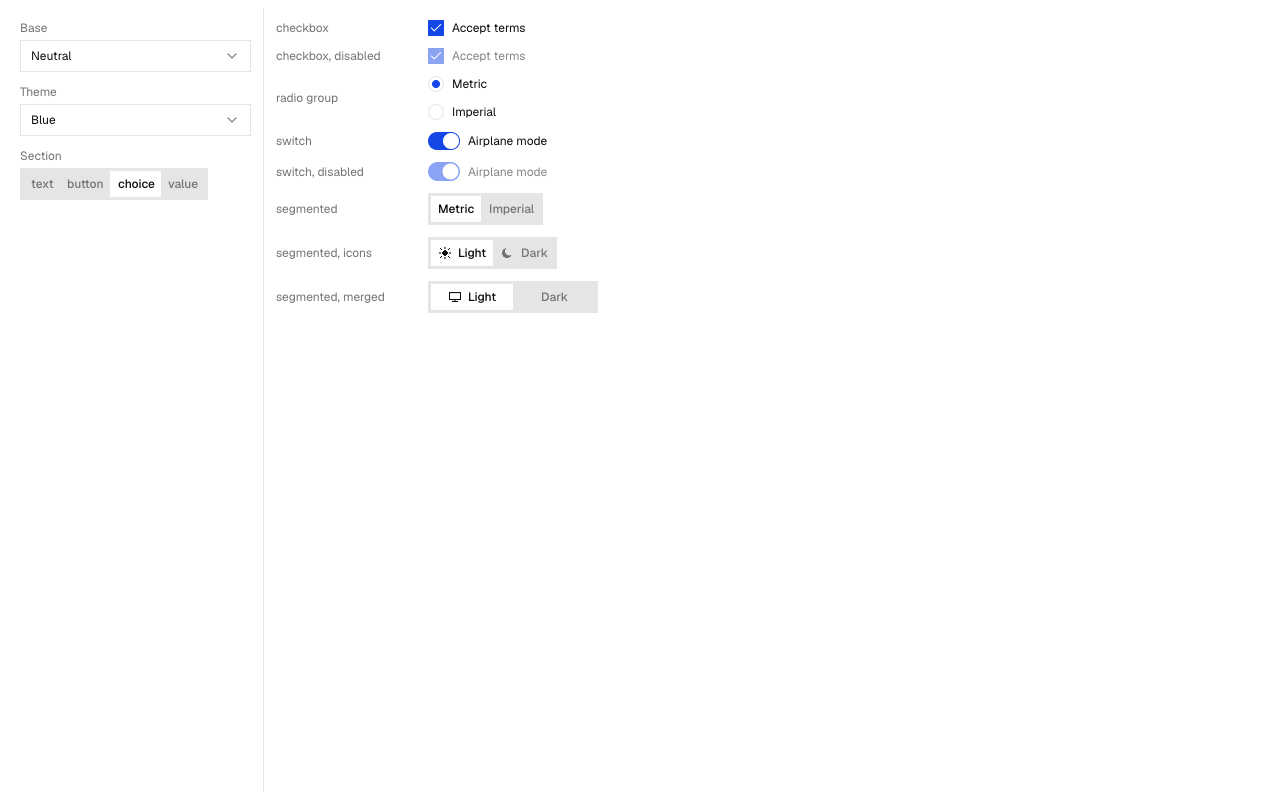 Base
Neutral
Theme
Blue
Section
text button choice value
checkbox Accept terms
checkbox, disabled Accept terms
radio group
Metric
Imperial
switch Airplane mode
switch, disabled Airplane mode
segmented Metric Imperial
segmented, icons Light Dark
segmented, merged Light Dark